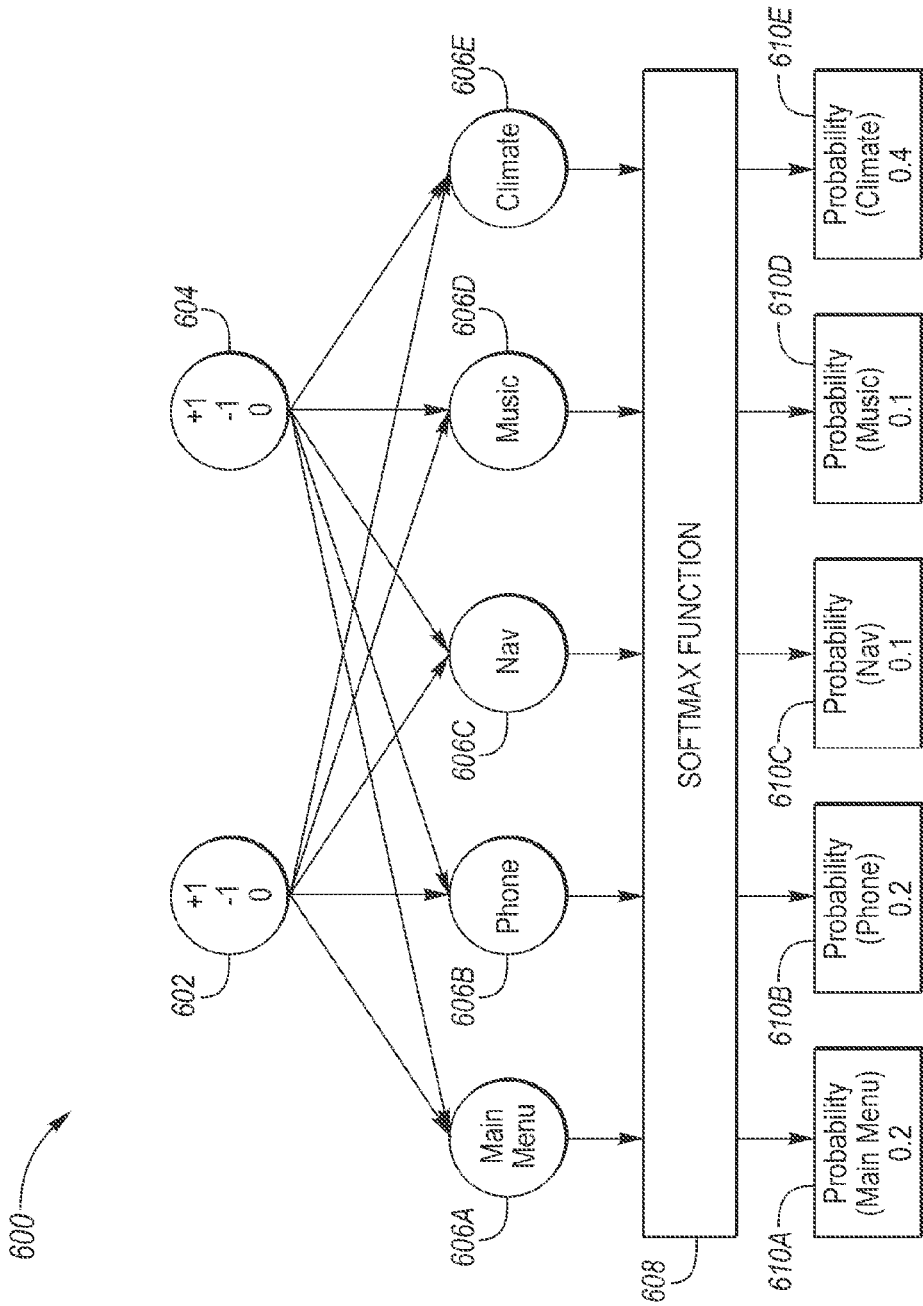 600
602
+1
-1
0
604
+1
-1
0
606A
Main
Menu
606B
Phone
606C
Nav
606D
Music
606E
Climate
608
SOFTMAX FUNCTION
610A
Probability
(Main Menu)
0.2
610B
Probability
(Phone)
0.2
610C
Probability
(Nav)
0.1
610D
Probability
(Music)
0.1
610E
Probability
(Climate)
0.4